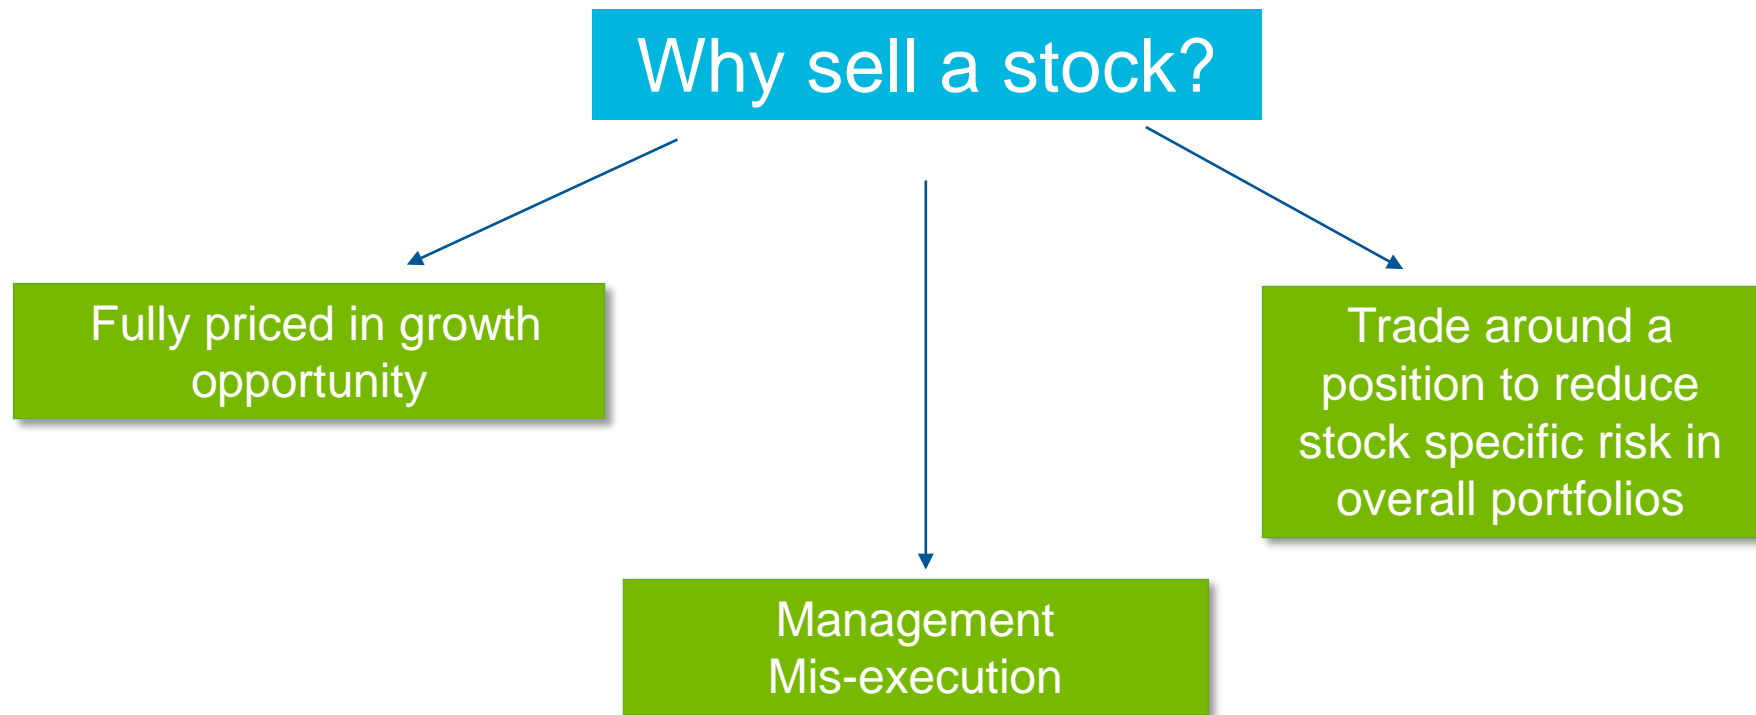 Why sell a stock?
Fully priced in growth
opportunity
Trade around a
position to reduce
stock specific risk in
overall portfolios
Management
Mis-execution